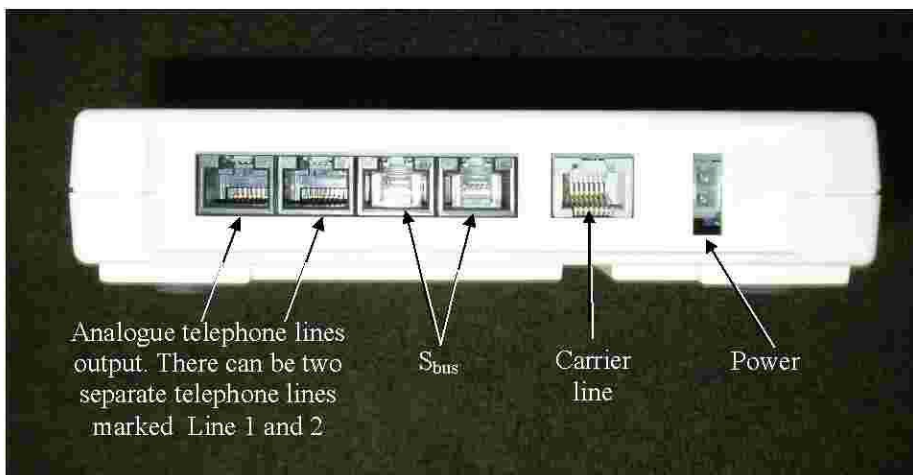 Analogue telephone lines
output. There can be two
separate telephone lines
marked Line 1 and 2
S_bus
Carrier
line
Power